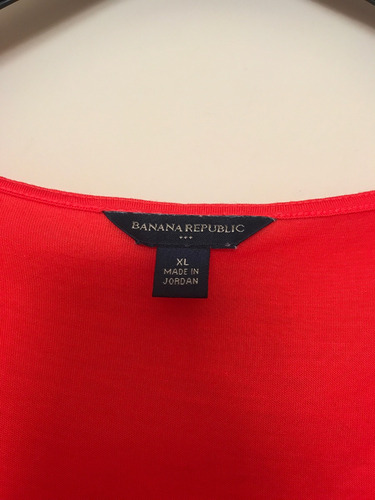 BANANA REPUBLIC
XL
MADE IN
JORDAN